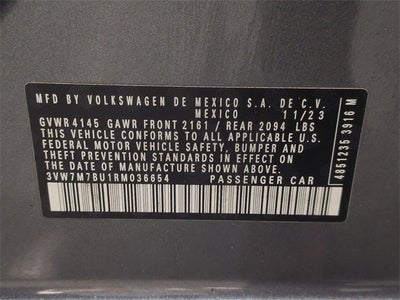 MFD BY VOLKSWAGEN DE MEXICO S.A. DE C.V.
MEXICO 11/23
GVWR 4145 GAWR FRONT 2161 / REAR 2094 LBS
THIS VEHICLE CONFORMS TO ALL APPLICABLE U.S.
FEDERAL MOTOR VEHICLE SAFETY, BUMPER AND
THEFT PREVENTION STANDARDS IN EFFECT ON
THE DATE OF MANUFACTURE SHOWN ABOVE.
3VW7M7BU1RM036654 PASSENGER CAR
4851235 3916 M